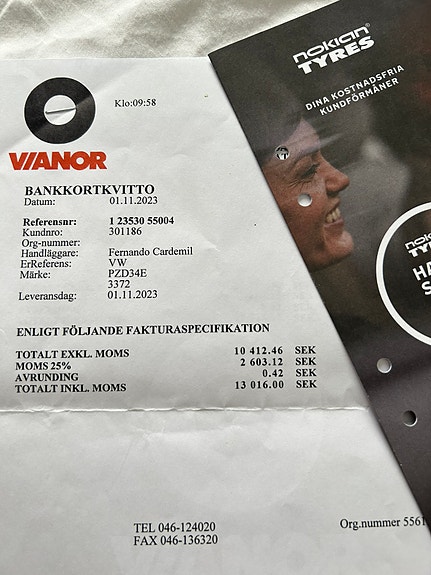 Klo:09:58
VIANOR
BANKKORTKVITTO
Datum: 01.11.2023
Referensnr: 1 23530 55004
Kundnro: 301186
Org-nummer:
Handläggare: Fernando Cardemil
ErReferens: VW
Märke: PZD34E
3372
Leveransdag: 01.11.2023
ENLIGT FÖLJANDE FAKTURASPECIFIKATION
TOTALT EXKL. MOMS 10 412.46 SEK
MOMS 25% 2 603.12 SEK
AVRUNDING 0.42 SEK
TOTALT INKL. MOMS 13 016.00 SEK
TEL 046-124020
FAX 046-136320
Org.nummer 5561
nokian
TYRES
DINA KOSTNADSFRIA
KUNDFÖRMÅNER